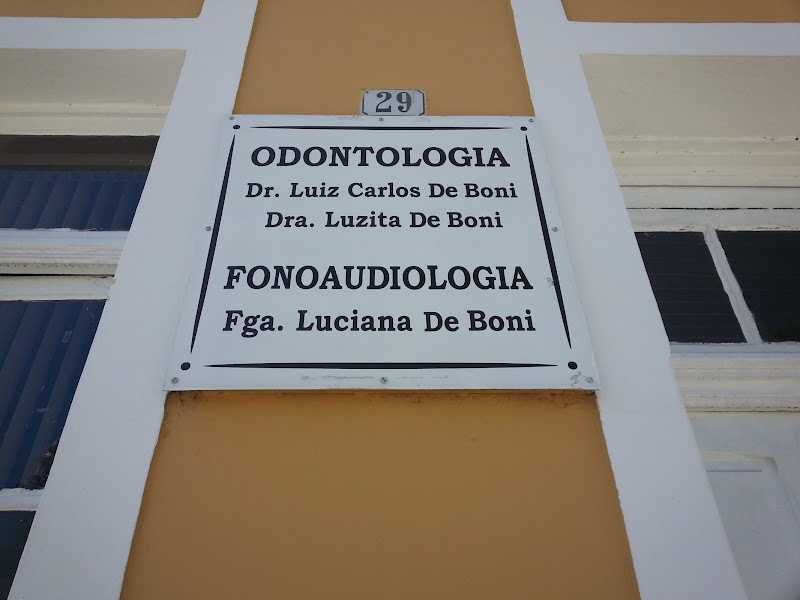 29
ODONTOLOGIA
Dr. Luiz Carlos De Boni
Dra. Luzita De Boni
FONOAUDIOLOGIA
Fga. Luciana De Boni